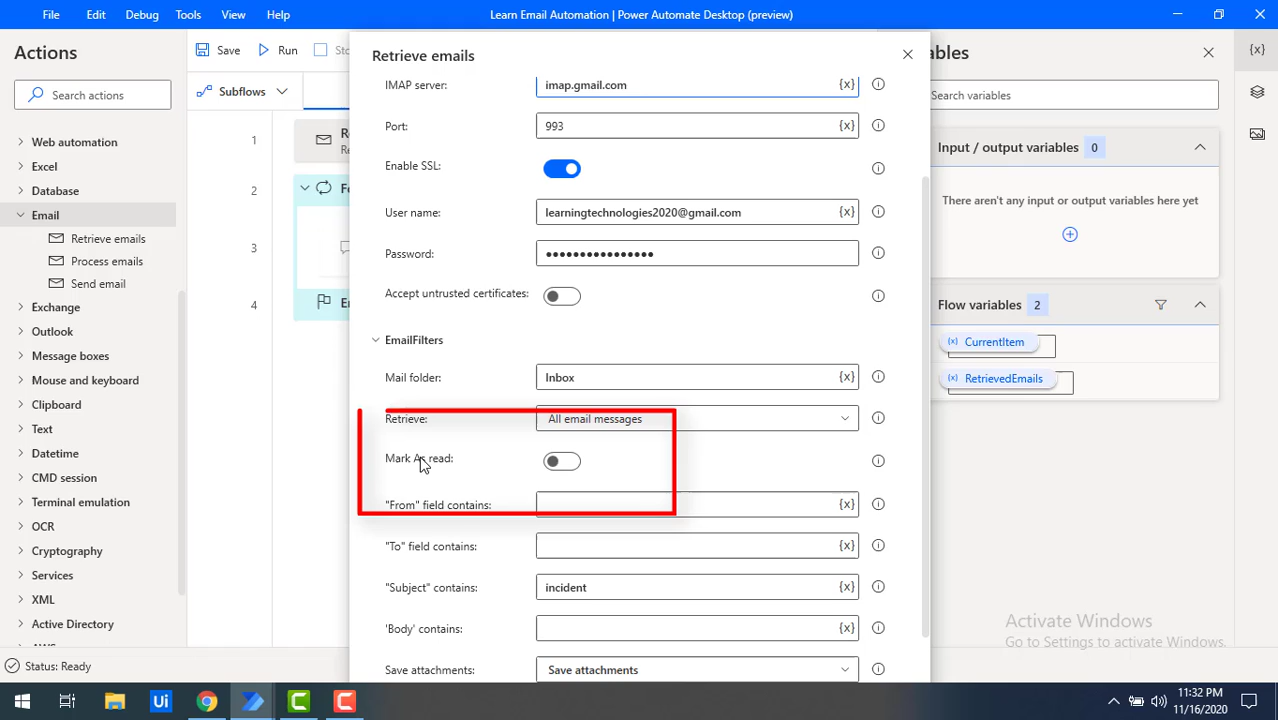 File Edit Debug Tools View Help Learn Email Automation | Power Automate Desktop (preview)
Actions
Search actions
Web automation
Excel
Database
Email
Retrieve emails
Process emails
Send email
Exchange
Outlook
Message boxes
Mouse and keyboard
Clipboard
Text
Datetime
CMD session
Terminal emulation
OCR
Cryptography
Services
XML
Active Directory
Status: Ready
Save Run
Subflows
1
2
3
4
Retrieve emails
IMAP server: imap.gmail.com {x}
Port: 993 {x}
Enable SSL:
User name: learningtechnologies2020@gmail.com {x}
Password: ••••••••••••••••
Accept untrusted certificates:
EmailFilters
Mail folder: Inbox {x}
Retrieve: All email messages
Mark As read:
"From" field contains: {x}
"To" field contains: {x}
"Subject" contains: incident {x}
'Body' contains: {x}
Save attachments: Save attachments
{x}
Search variables
Input / output variables 0
There aren't any input or output variables here yet
Flow variables 2
{x} CurrentItem
{x} RetrievedEmails
Activate Windows
Go to Settings to activate Windows.
Ui
11:32 PM
11/16/2020